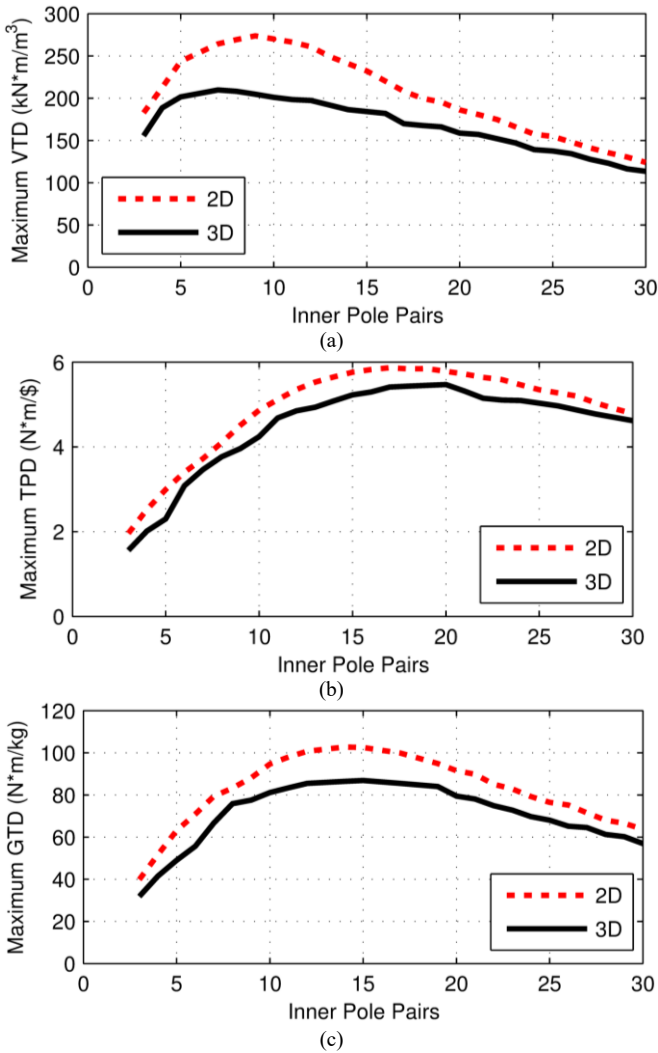 300
250
200
150
100
50
0
Maximum VTD (kN*m/m³)
2D
3D
0 5 10 15 20 25 30
Inner Pole Pairs
(a)
6
4
2
0
Maximum TPD (N*m/$)
2D
3D
0 5 10 15 20 25 30
Inner Pole Pairs
(b)
120
100
80
60
40
20
0
Maximum GTD (N*m/kg)
2D
3D
0 5 10 15 20 25 30
Inner Pole Pairs
(c)